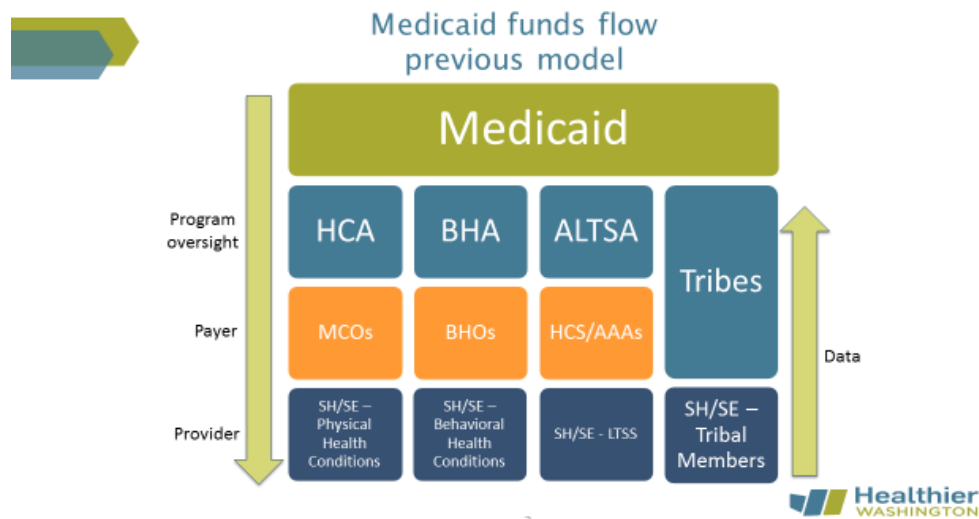 Medicaid funds flow
previous model
Medicaid
Program
oversight
HCA
BHA
ALTSA
Tribes
Payer
MCOs
BHOs
HCS/AAAs
Data
Provider
SH/SE –
Physical
Health
Conditions
SH/SE –
Behavioral
Health
Conditions
SH/SE - LTSS
SH/SE –
Tribal
Members
Healthier
WASHINGTON